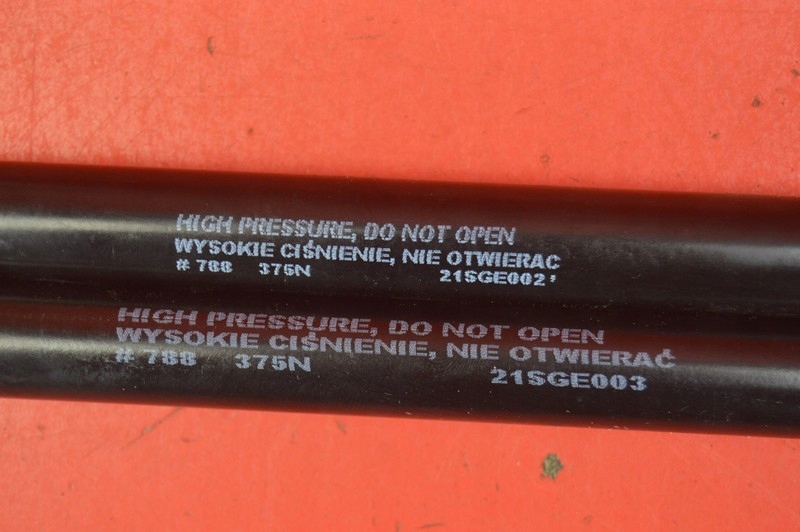 HIGH PRESSURE, DO NOT OPEN
WYSOKIE CIŚNIENIE, NIE OTWIERAC
# 788 375N 21SGE002'
HIGH PRESSURE, DO NOT OPEN
WYSOKIE CIŚNIENIE, NIE OTWIERAĆ
# 788 375N 21SGE003